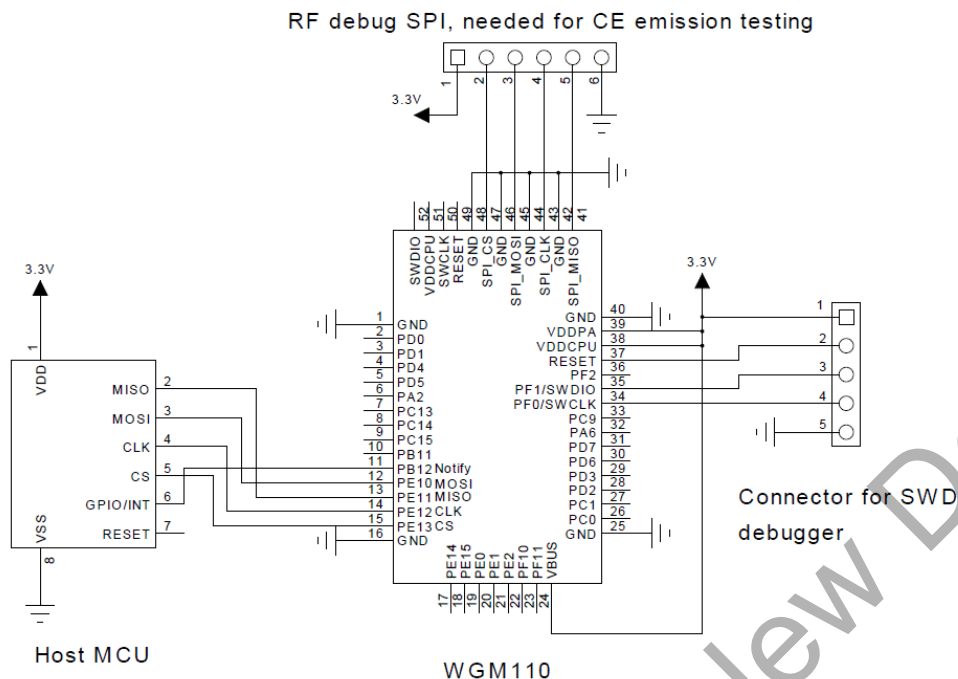 RF debug SPI, needed for CE emission testing
1 2 3 4 5 6
3.3V
52 51 50 49 48 47 46 45 44 43 42 41
SWDIO
VDDCPU
SWCLK
RESET
GND
SPI_CS
GND
SPI_MOSI
GND
SPI_CLK
GND
SPI_MISO
3.3V
1
VDD
MISO 2
MOSI 3
CLK 4
CS 5
GPIO/INT 6
RESET 7
VSS
8
Host MCU
1 GND
2 PD0
3 PD1
4 PD4
5 PD5
6 PA2
7 PC13
8 PC14
9 PC15
10 PB11
11 PB12 Notify
12 PE10 MOSI
13 PE11 MISO
14 PE12 CLK
15 PE13 CS
16 GND
GND 40
VDDPA 39
VDDCPU 38
RESET 37
PF2 36
PF1/SWDIO 35
PF0/SWCLK 34
PC9 33
PA6 32
PD7 31
PD6 30
PD3 29
PD2 28
PC1 27
PC0 26
GND 25
PE14
PE15
PE0
PE1
PE2
PF10
PF11
VBUS
17 18 19 20 21 22 23 24
WGM110
3.3V
1
2
3
4
5
Connector for SWD
debugger
New D